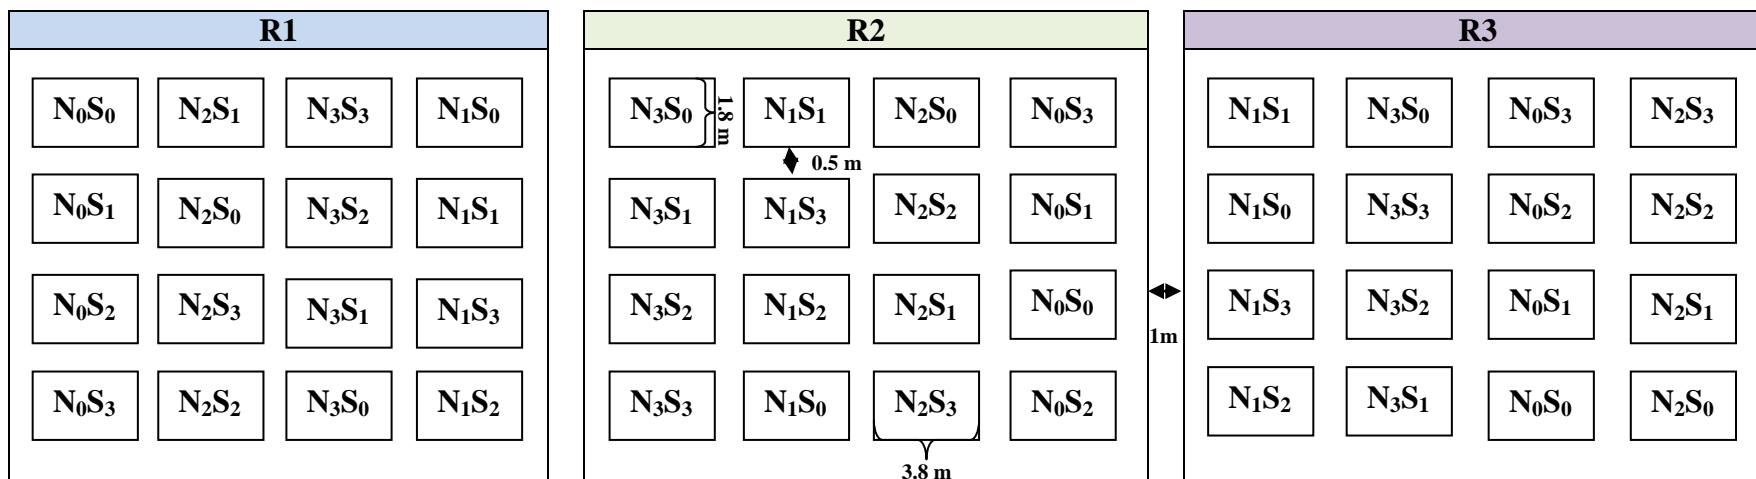 R1 R2 R3
N₀S₀ N₂S₁ N₃S₃ N₁S₀ N₃S₀ 1.8 m N₁S₁ N₂S₀ N₀S₃ N₁S₁ N₃S₀ N₀S₃ N₂S₃
0.5 m
N₀S₁ N₂S₀ N₃S₂ N₁S₁ N₃S₁ N₁S₃ N₂S₂ N₀S₁ N₁S₀ N₃S₃ N₀S₂ N₂S₂
N₀S₂ N₂S₃ N₃S₁ N₁S₃ N₃S₂ N₁S₂ N₂S₁ N₀S₀ N₁S₃ N₃S₂ N₀S₁ N₂S₁
1m
N₀S₃ N₂S₂ N₃S₀ N₁S₂ N₃S₃ N₁S₀ N₂S₃ N₀S₂ N₁S₂ N₃S₁ N₀S₀ N₂S₀
3.8 m